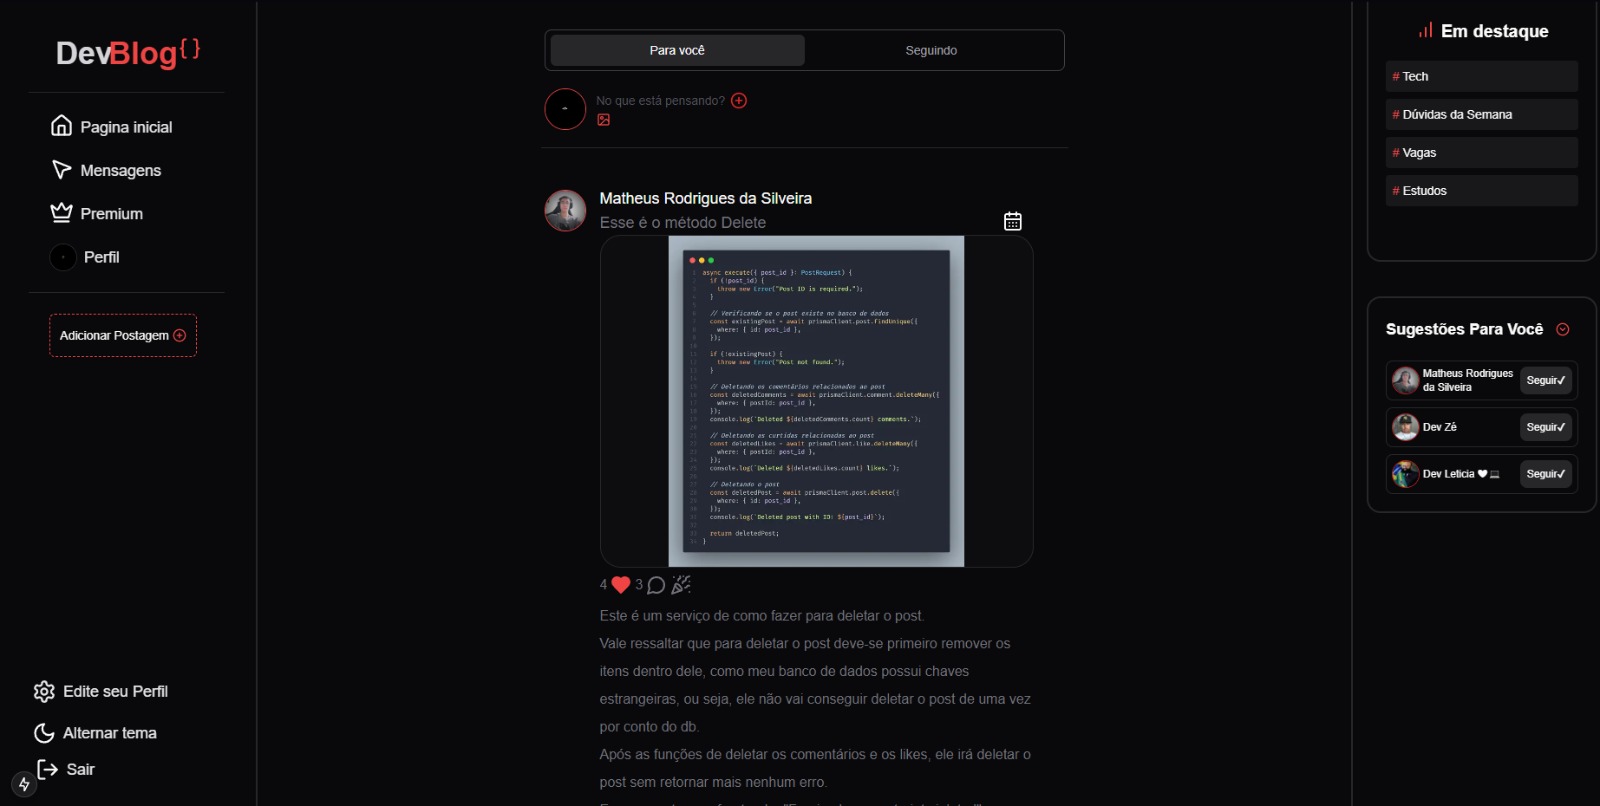 DevBlog{}
Pagina inicial
Mensagens
Premium
Perfil
Adicionar Postagem
Edite seu Perfil
Alternar tema
Sair
Para você
Seguindo
No que está pensando?
Matheus Rodrigues da Silveira
Esse é o método Delete
async execute({ post_id }: PostRequest) {
if (!post_id) {
throw new Error("Post ID is required.");
}
// Verificando se o post existe no banco de dados
const existingPost = await prismaClient.post.findUnique({
where: { id: post_id },
});
if (!existingPost) {
throw new Error("Post not found.");
}
// Deletando os comentários relacionados ao post
const deletedComments = await prismaClient.comment.deleteMany({
where: { postId: post_id },
});
console.log(`Deleted ${deletedComments.count} comments.`);
// Deletando as curtidas relacionadas ao post
const deletedLikes = await prismaClient.like.deleteMany({
where: { postId: post_id },
});
console.log(`Deleted ${deletedLikes.count} likes.`);
// Deletando o post
const deletedPost = await prismaClient.post.delete({
where: { id: post_id },
});
console.log(`Deleted post with ID: ${post_id}`);
return deletedPost;
}
4 3
Este é um serviço de como fazer para deletar o post.
Vale ressaltar que para deletar o post deve-se primeiro remover os
itens dentro dele, como meu banco de dados possui chaves
estrangeiras, ou seja, ele não vai conseguir deletar o post de uma vez
por conto do db.
Após as funções de deletar os comentários e os likes, ele irá deletar o
post sem retornar mais nenhum erro.
Em destaque
# Tech
# Dúvidas da Semana
# Vagas
# Estudos
Sugestões Para Você
Matheus Rodrigues
da Silveira
Seguir✓
Dev Zé
Seguir✓
Dev Leticia 🤍💻
Seguir✓